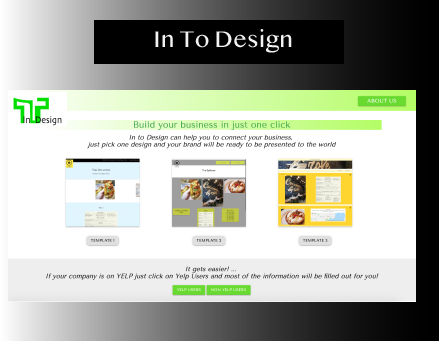 In To Design
ABOUT US
In Design
Build your business in just one click
In to Design can help you to connect your business,
just pick one design and your brand will be ready to be presented to the world
TEMPLATE 1
TEMPLATE 2
TEMPLATE 3
It gets easier! ...
If your company is on YELP just click on Yelp Users and most of the information will be filled out for you!
YELP USERS
NON YELP USERS